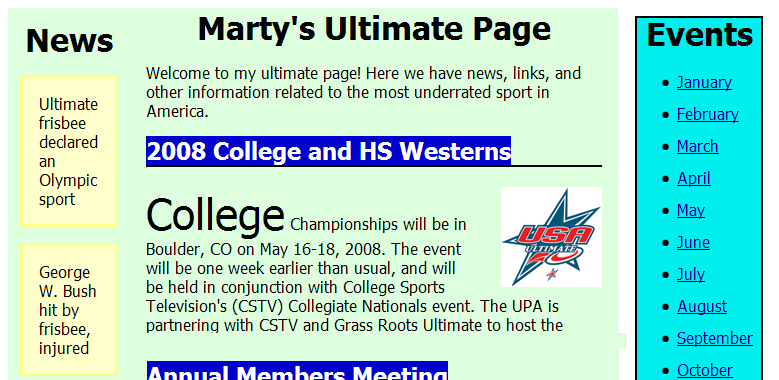 News
Ultimate
frisbee
declared
an
Olympic
sport
George
W. Bush
hit by
frisbee,
injured
Marty's Ultimate Page
Welcome to my ultimate page! Here we have news, links, and
other information related to the most underrated sport in
America.
2008 College and HS Westerns
College Championships will be in
Boulder, CO on May 16-18, 2008. The event
will be one week earlier than usual, and will
be held in conjunction with College Sports
Television's (CSTV) Collegiate Nationals event. The UPA is
partnering with CSTV and Grass Roots Ultimate to host the
USA
ULTIMATE
Annual Members Meeting
Events
January
February
March
April
May
June
July
August
September
October